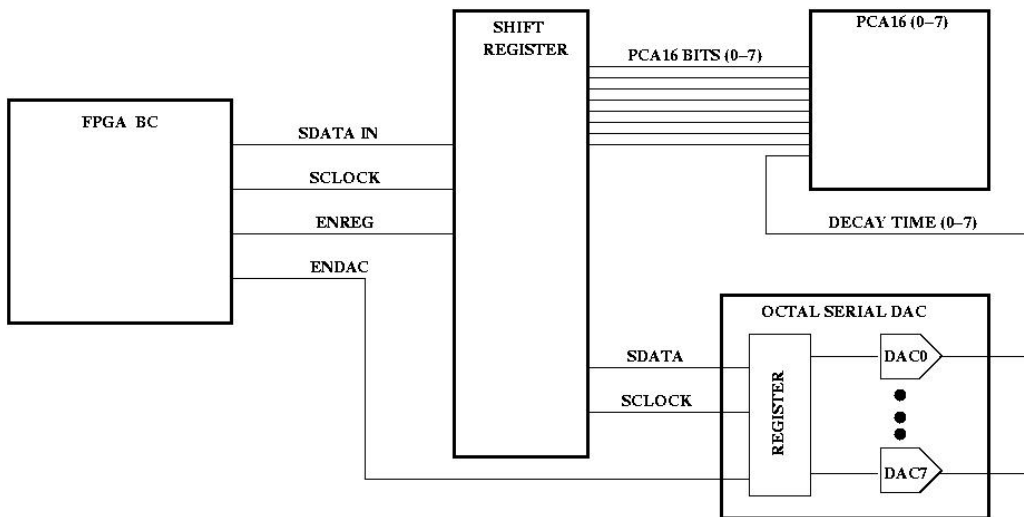 SHIFT
REGISTER
PCA16 (0–7)
PCA16 BITS (0–7)
FPGA BC
SDATA IN
SCLOCK
ENREG
ENDAC
DECAY TIME (0–7)
OCTAL SERIAL DAC
SDATA
SCLOCK
REGISTER
DAC0
DAC7